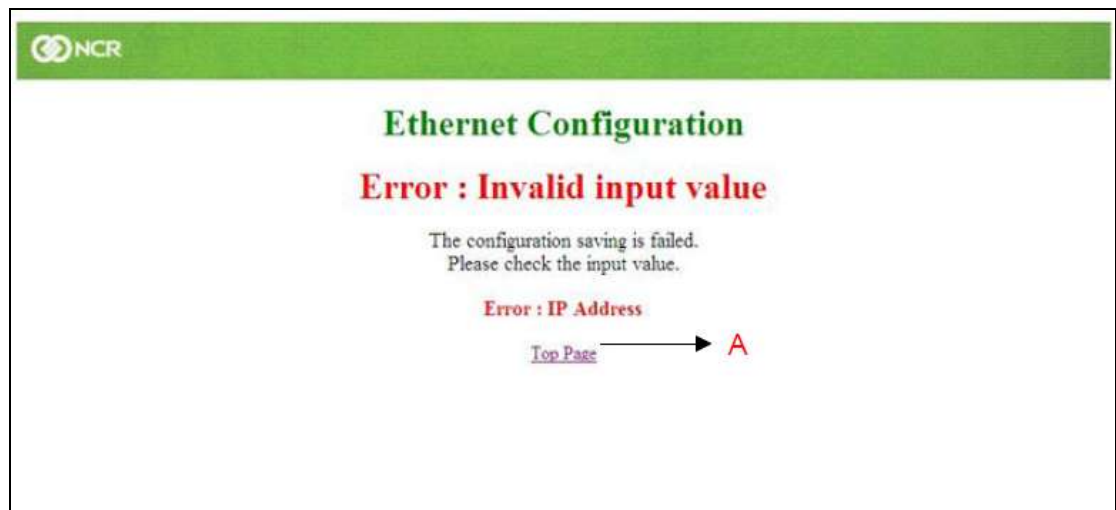 NCR
Ethernet Configuration
Error : Invalid input value
The configuration saving is failed.
Please check the input value.
Error : IP Address
Top Page A